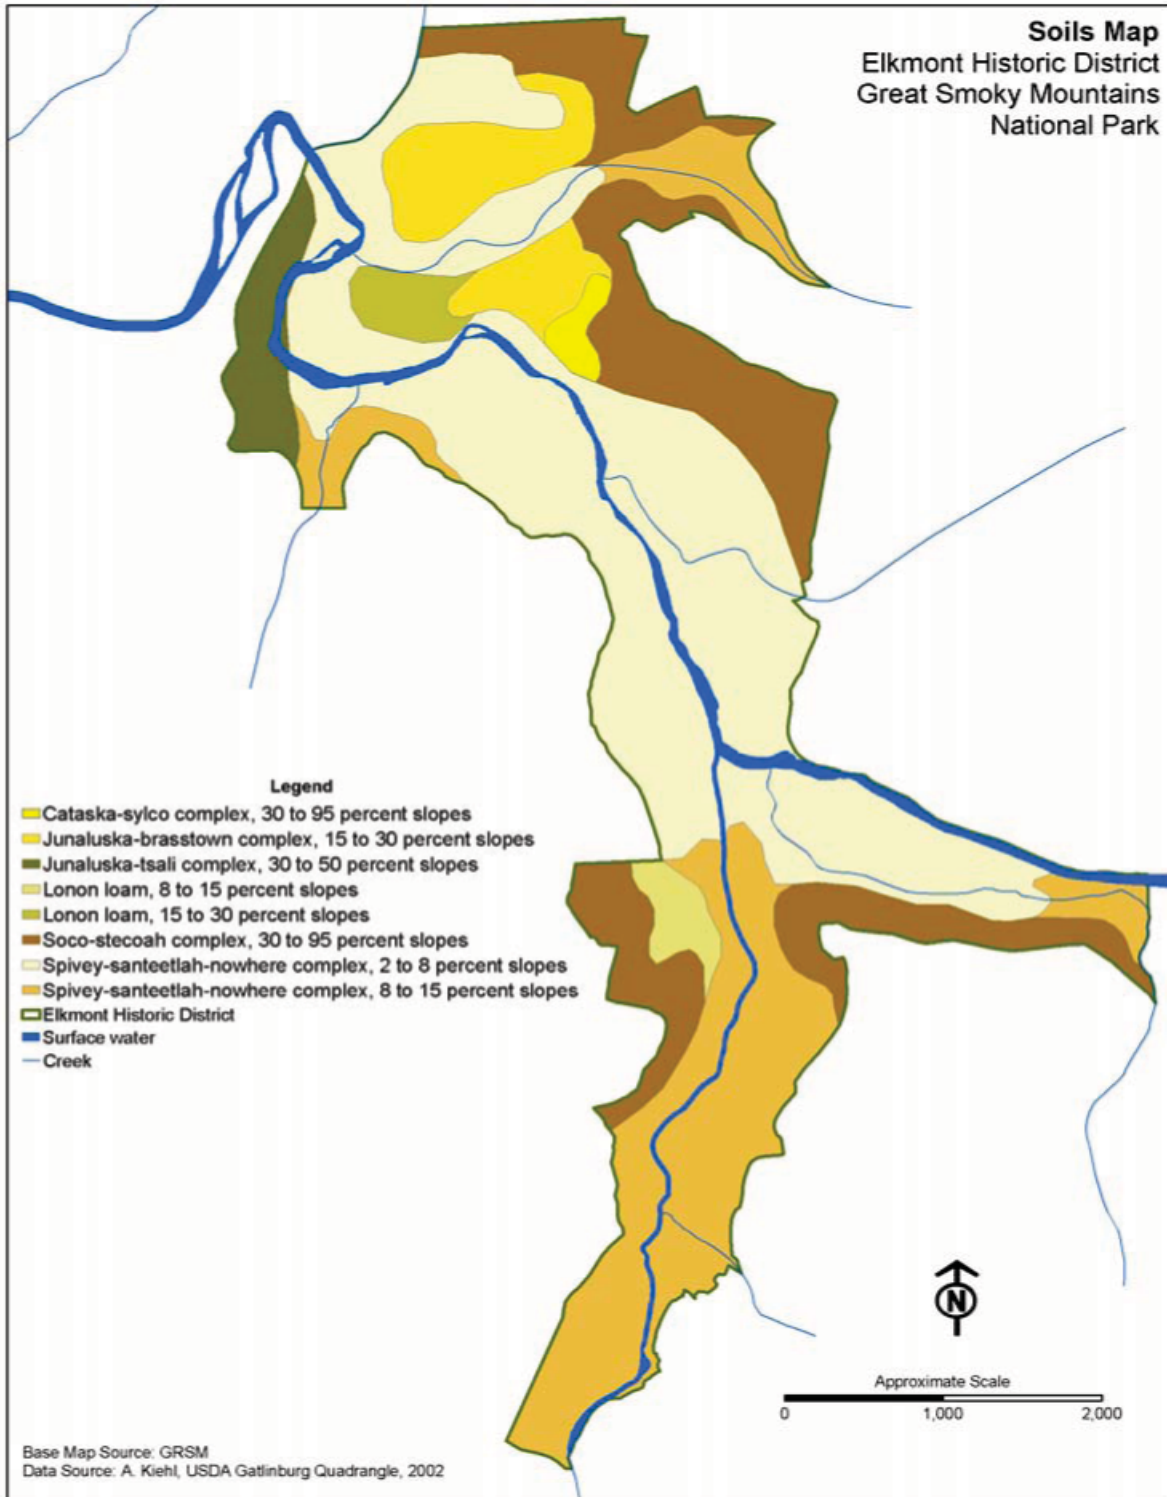 Soils Map
Elkmont Historic District
Great Smoky Mountains
National Park
Legend
Cataska-sylco complex, 30 to 95 percent slopes
Junaluska-brasstown complex, 15 to 30 percent slopes
Junaluska-tsali complex, 30 to 50 percent slopes
Lonon loam, 8 to 15 percent slopes
Lonon loam, 15 to 30 percent slopes
Soco-stecoah complex, 30 to 95 percent slopes
Spivey-santeetlah-nowhere complex, 2 to 8 percent slopes
Spivey-santeetlah-nowhere complex, 8 to 15 percent slopes
Elkmont Historic District
Surface water
Creek
N
Approximate Scale
0 1,000 2,000
Base Map Source: GRSM
Data Source: A. Kiehl, USDA Gatlinburg Quadrangle, 2002